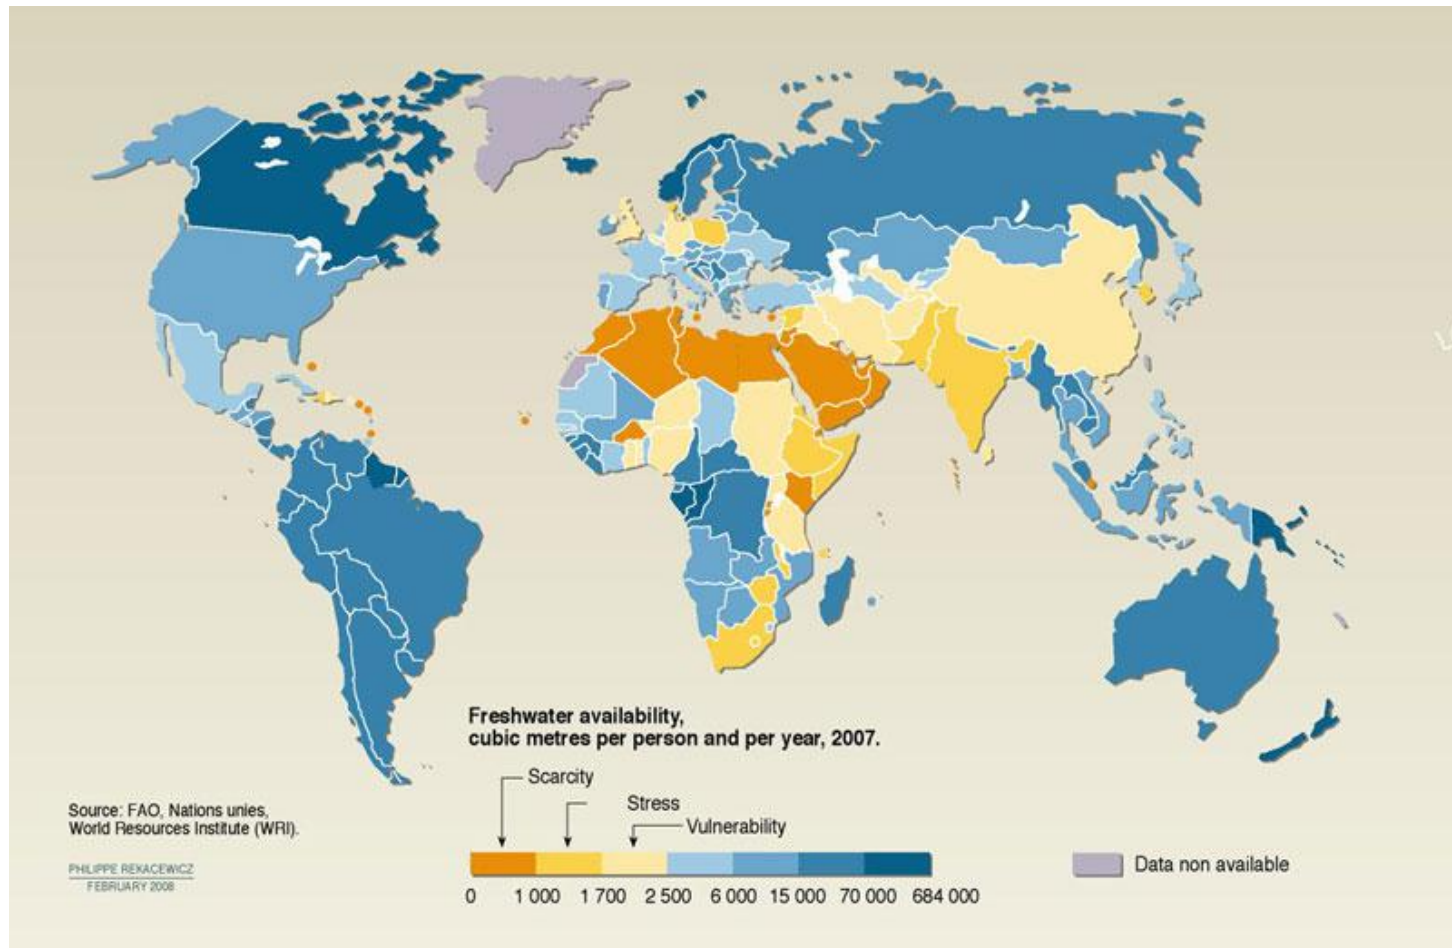 Freshwater availability,
cubic metres per person and per year, 2007.
Scarcity
Stress
Vulnerability
0 1 000 1 700 2 500 6 000 15 000 70 000 684 000
Data non available
Source: FAO, Nations unies,
World Resources Institute (WRI).
PHILIPPE REKACEWICZ
FEBRUARY 2008